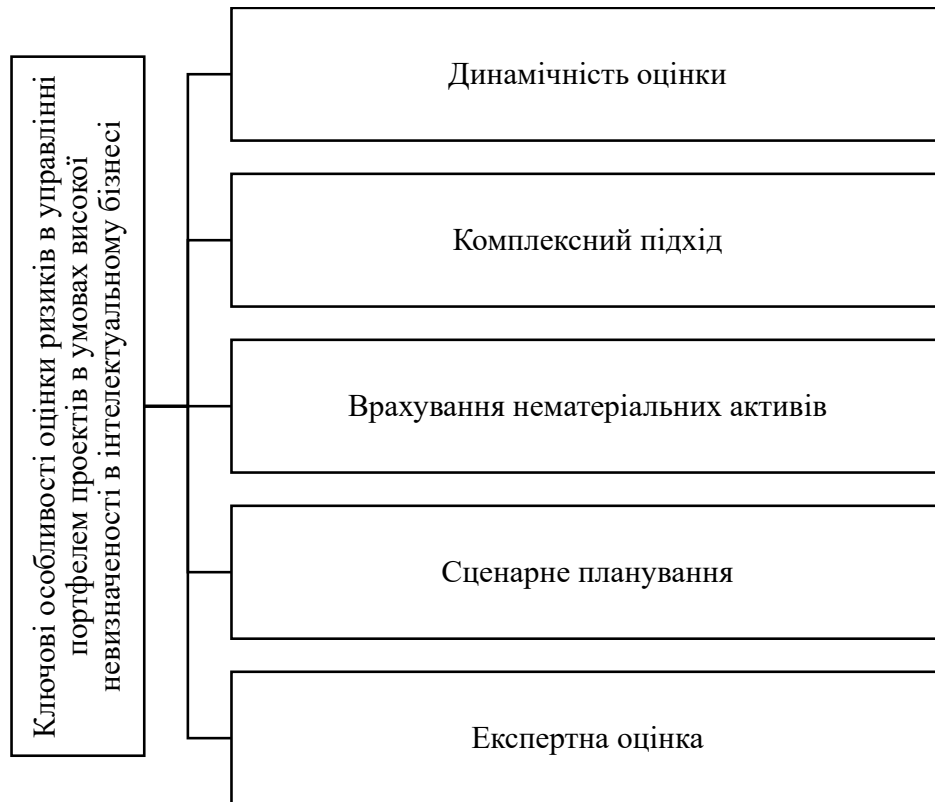 Ключові особливості оцінки ризиків в управлінні
портфелем проектів в умовах високої
невизначеності в інтелектуальному бізнесі
Динамічність оцінки
Комплексний підхід
Врахування нематеріальних активів
Сценарне планування
Експертна оцінка